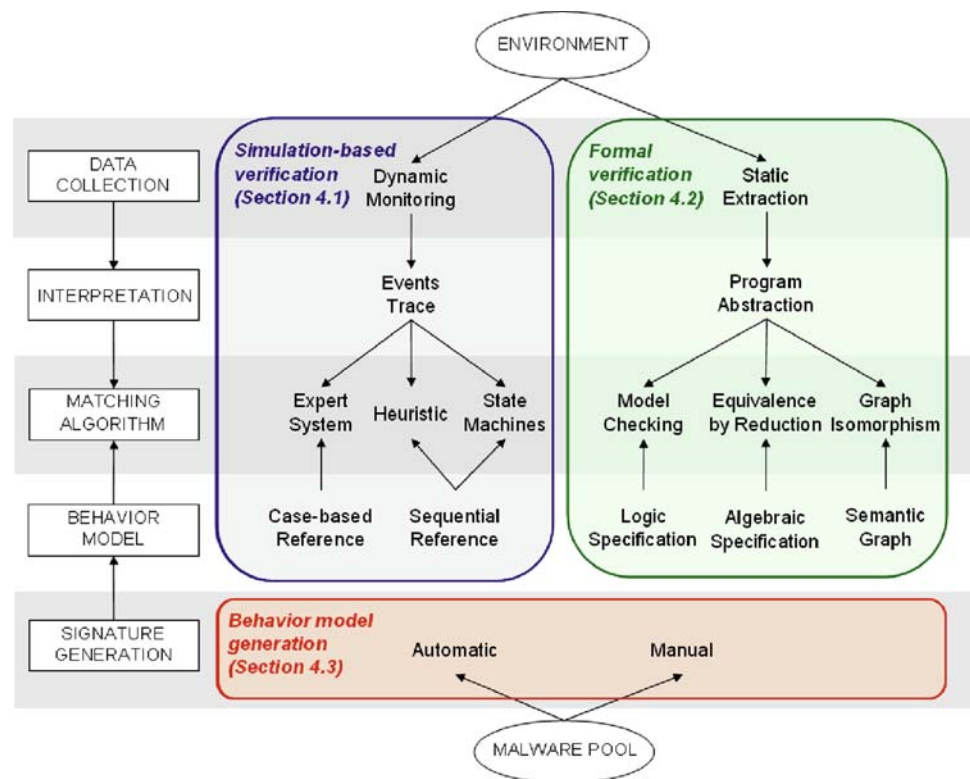 ENVIRONMENT
DATA
COLLECTION
Simulation-based
verification
(Section 4.1)
Dynamic
Monitoring
Formal
verification
(Section 4.2)
Static
Extraction
INTERPRETATION
Events
Trace
Program
Abstraction
MATCHING
ALGORITHM
Expert
System
Heuristic
State
Machines
Model
Checking
Equivalence
by Reduction
Graph
Isomorphism
BEHAVIOR
MODEL
Case-based
Reference
Sequential
Reference
Logic
Specification
Algebraic
Specification
Semantic
Graph
SIGNATURE
GENERATION
Behavior model
generation
(Section 4.3)
Automatic
Manual
MALWARE POOL